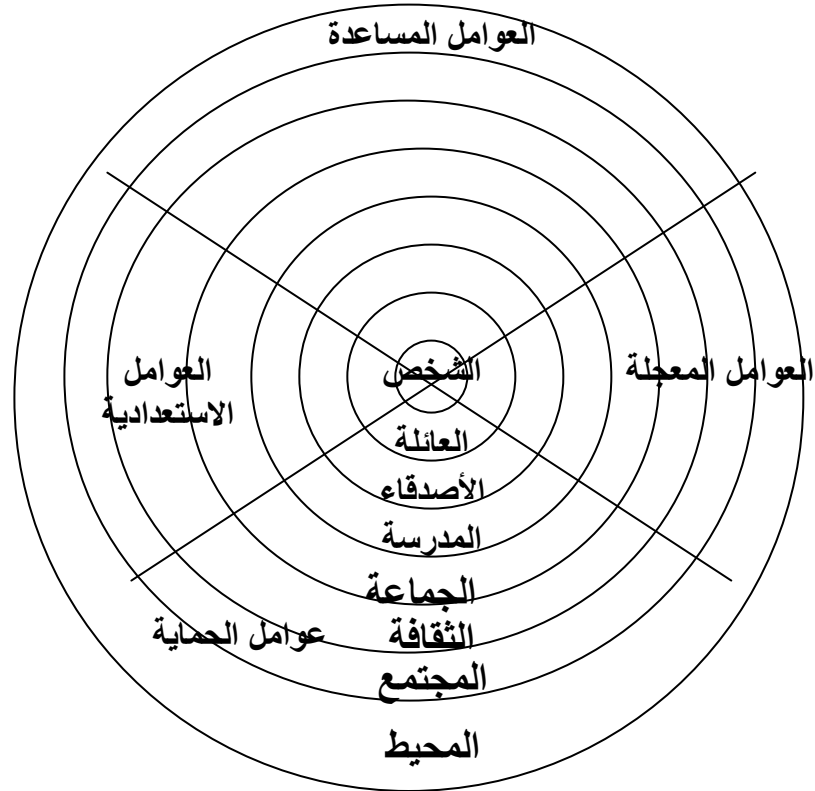 العوامل المساعدة
العوامل المعجلة
الشخص
العوامل
الاستعدادية
العائلة
الأصدقاء
المدرسة
الجماعة
الثقافة
عوامل الحماية
المجتمع
المحيط